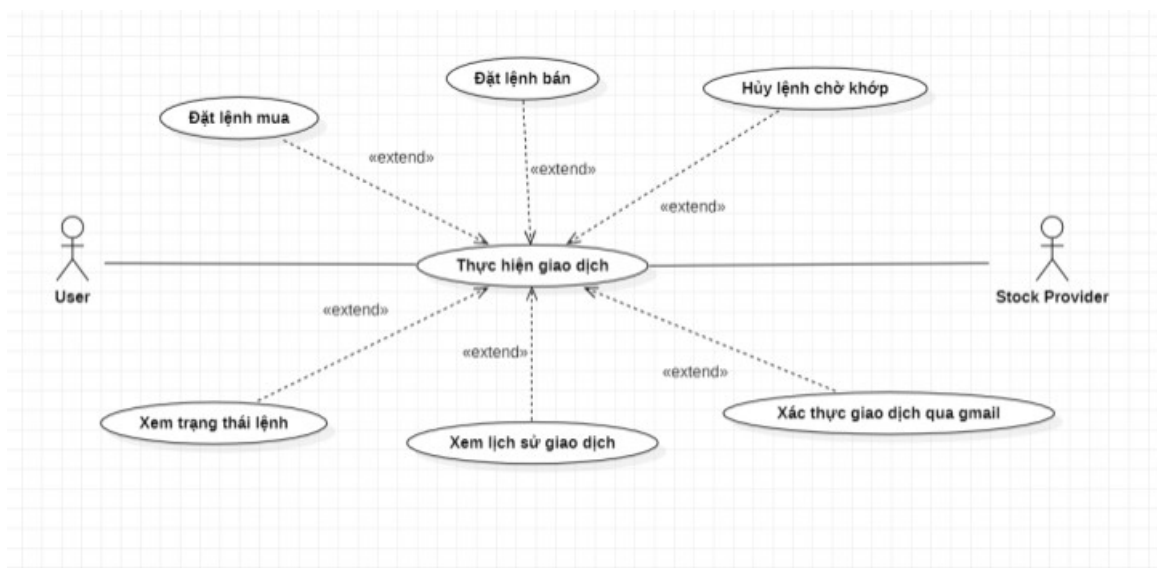 Đặt lệnh bán
Hủy lệnh chờ khớp
Đặt lệnh mua
«extend»
«extend»
«extend»
Thực hiện giao dịch
User
Stock Provider
«extend»
«extend»
«extend»
Xem trạng thái lệnh
Xem lịch sử giao dịch
Xác thực giao dịch qua gmail